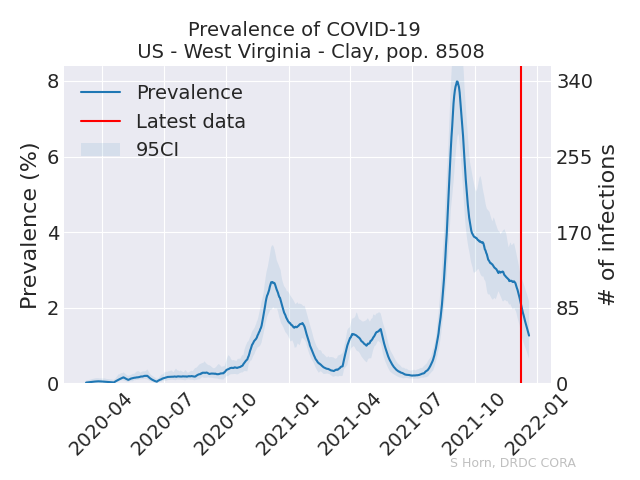 Prevalence of COVID-19
US - West Virginia - Clay, pop. 8508
Prevalence
Latest data
95CI
Prevalence (%)
8
6
4
2
0
# of infections
340
255
170
85
0
2020-04
2020-07
2020-10
2021-01
2021-04
2021-07
2021-10
2022-01
S Horn, DRDC CORA